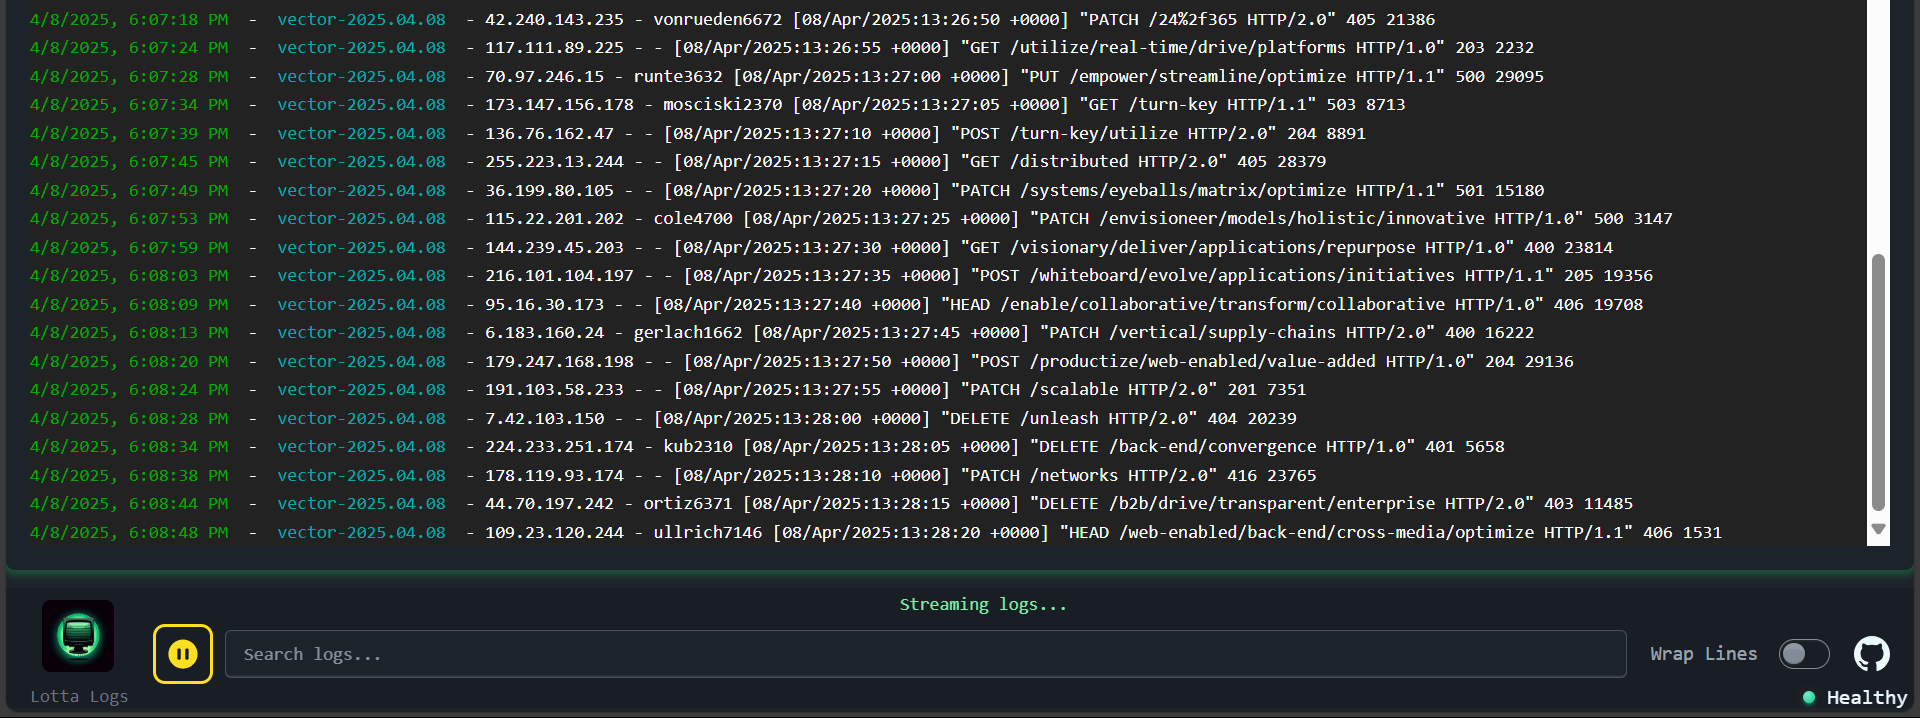 4/8/2025, 6:07:18 PM - vector-2025.04.08 - 42.240.143.235 - vonrueden6672 [08/Apr/2025:13:26:50 +0000] "PATCH /24%2f365 HTTP/2.0" 405 21386
4/8/2025, 6:07:24 PM - vector-2025.04.08 - 117.111.89.225 - - [08/Apr/2025:13:26:55 +0000] "GET /utilize/real-time/drive/platforms HTTP/1.0" 203 2232
4/8/2025, 6:07:28 PM - vector-2025.04.08 - 70.97.246.15 - runte3632 [08/Apr/2025:13:27:00 +0000] "PUT /empower/streamline/optimize HTTP/1.1" 500 29095
4/8/2025, 6:07:34 PM - vector-2025.04.08 - 173.147.156.178 - mosciski2370 [08/Apr/2025:13:27:05 +0000] "GET /turn-key HTTP/1.1" 503 8713
4/8/2025, 6:07:39 PM - vector-2025.04.08 - 136.76.162.47 - - [08/Apr/2025:13:27:10 +0000] "POST /turn-key/utilize HTTP/2.0" 204 8891
4/8/2025, 6:07:45 PM - vector-2025.04.08 - 255.223.13.244 - - [08/Apr/2025:13:27:15 +0000] "GET /distributed HTTP/2.0" 405 28379
4/8/2025, 6:07:49 PM - vector-2025.04.08 - 36.199.80.105 - - [08/Apr/2025:13:27:20 +0000] "PATCH /systems/eyeballs/matrix/optimize HTTP/1.1" 501 15180
4/8/2025, 6:07:53 PM - vector-2025.04.08 - 115.22.201.202 - cole4700 [08/Apr/2025:13:27:25 +0000] "PATCH /envisioneer/models/holistic/innovative HTTP/1.0" 500 3147
4/8/2025, 6:07:59 PM - vector-2025.04.08 - 144.239.45.203 - - [08/Apr/2025:13:27:30 +0000] "GET /visionary/deliver/applications/repurpose HTTP/1.0" 400 23814
4/8/2025, 6:08:03 PM - vector-2025.04.08 - 216.101.104.197 - - [08/Apr/2025:13:27:35 +0000] "POST /whiteboard/evolve/applications/initiatives HTTP/1.1" 205 19356
4/8/2025, 6:08:09 PM - vector-2025.04.08 - 95.16.30.173 - - [08/Apr/2025:13:27:40 +0000] "HEAD /enable/collaborative/transform/collaborative HTTP/1.0" 406 19708
4/8/2025, 6:08:13 PM - vector-2025.04.08 - 6.183.160.24 - gerlach1662 [08/Apr/2025:13:27:45 +0000] "PATCH /vertical/supply-chains HTTP/2.0" 400 16222
4/8/2025, 6:08:20 PM - vector-2025.04.08 - 179.247.168.198 - - [08/Apr/2025:13:27:50 +0000] "POST /productize/web-enabled/value-added HTTP/1.0" 204 29136
4/8/2025, 6:08:24 PM - vector-2025.04.08 - 191.103.58.233 - - [08/Apr/2025:13:27:55 +0000] "PATCH /scalable HTTP/2.0" 201 7351
4/8/2025, 6:08:28 PM - vector-2025.04.08 - 7.42.103.150 - - [08/Apr/2025:13:28:00 +0000] "DELETE /unleash HTTP/2.0" 404 20239
4/8/2025, 6:08:34 PM - vector-2025.04.08 - 224.233.251.174 - kub2310 [08/Apr/2025:13:28:05 +0000] "DELETE /back-end/convergence HTTP/1.0" 401 5658
4/8/2025, 6:08:38 PM - vector-2025.04.08 - 178.119.93.174 - - [08/Apr/2025:13:28:10 +0000] "PATCH /networks HTTP/2.0" 416 23765
4/8/2025, 6:08:44 PM - vector-2025.04.08 - 44.70.197.242 - ortiz6371 [08/Apr/2025:13:28:15 +0000] "DELETE /b2b/drive/transparent/enterprise HTTP/2.0" 403 11485
4/8/2025, 6:08:48 PM - vector-2025.04.08 - 109.23.120.244 - ullrich7146 [08/Apr/2025:13:28:20 +0000] "HEAD /web-enabled/back-end/cross-media/optimize HTTP/1.1" 406 1531
Streaming logs...
Search logs...
Wrap Lines
Lotta Logs
Healthy